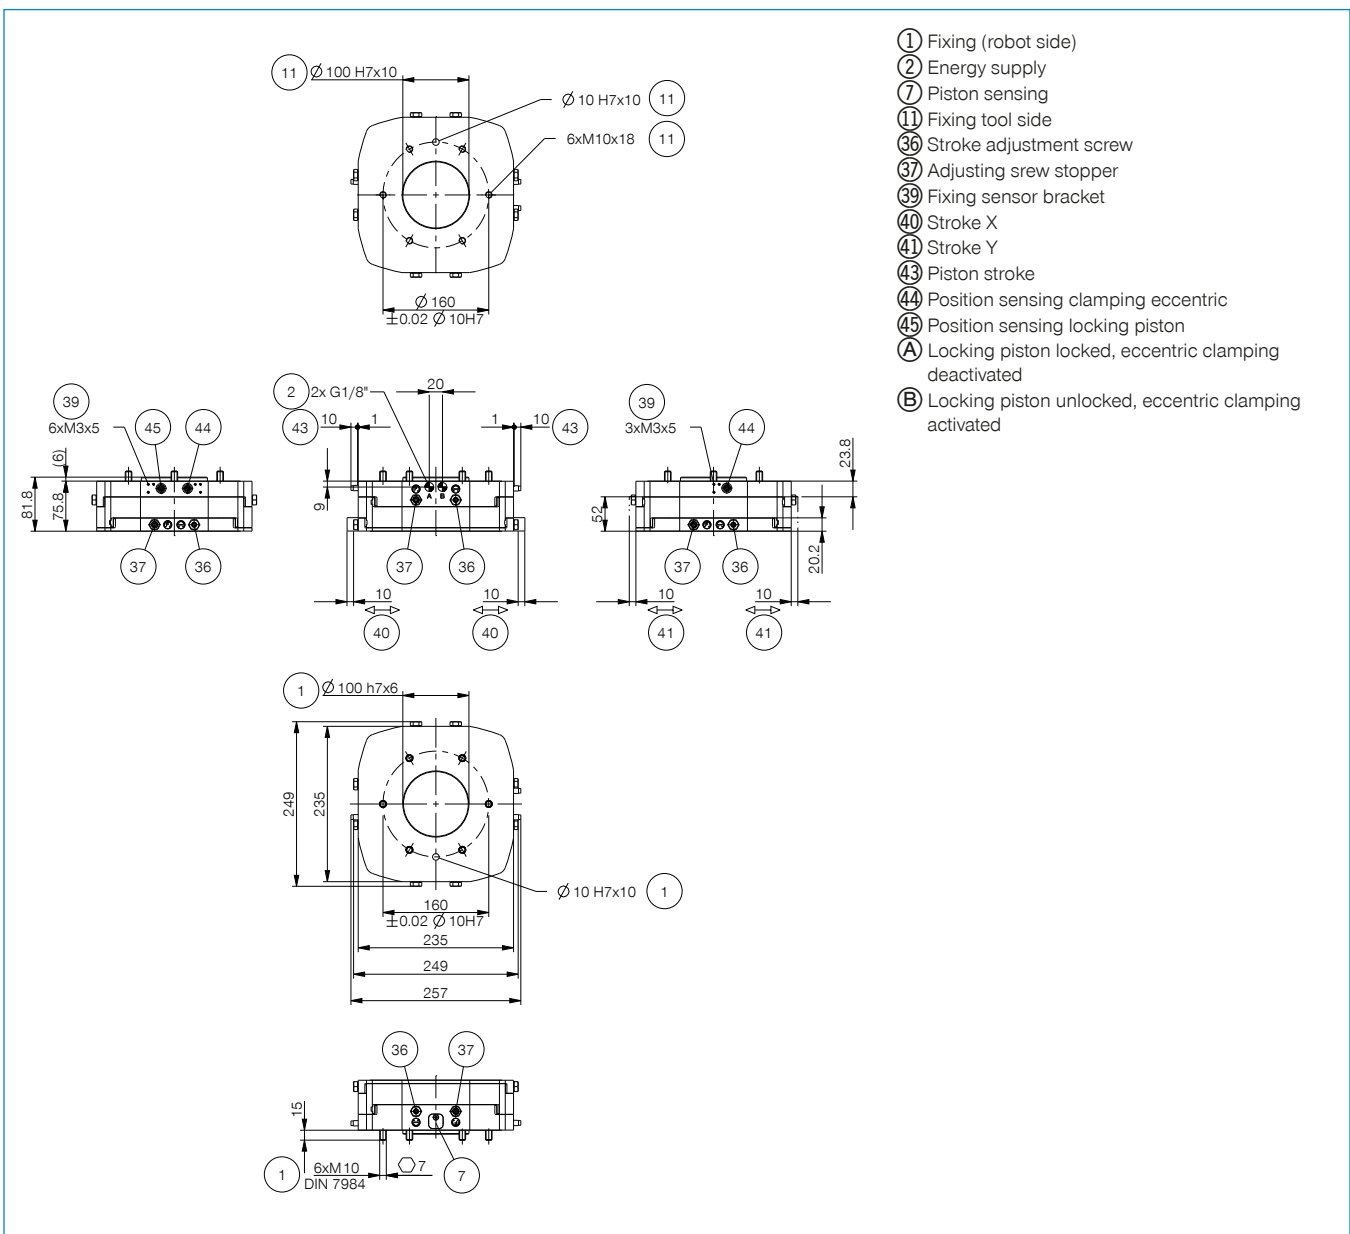 1 Fixing (robot side)
2 Energy supply
7 Piston sensing
11 Fixing tool side
36 Stroke adjustment screw
37 Adjusting srew stopper
39 Fixing sensor bracket
40 Stroke X
41 Stroke Y
43 Piston stroke
44 Position sensing clamping eccentric
45 Position sensing locking piston
A Locking piston locked, eccentric clamping
deactivated
B Locking piston unlocked, eccentric clamping
activated
11 Ø 100 H7x10
Ø 10 H7x10 11
6xM10x18 11
Ø 160
±0.02 Ø 10H7
39
6xM3x5
45
44
(6)
81.8
75.8
37
36
2 2x G1/8"
20
43
10
1
1
10
43
A
B
9
37
36
10
10
40
40
39
3xM3x5
44
23.8
52
20.2
37
36
10
10
41
41
1 Ø 100 h7x6
249
235
Ø 10 H7x10 1
160
±0.02 Ø 10H7
235
249
257
36
37
15
1
6xM10
DIN 7984
7
7